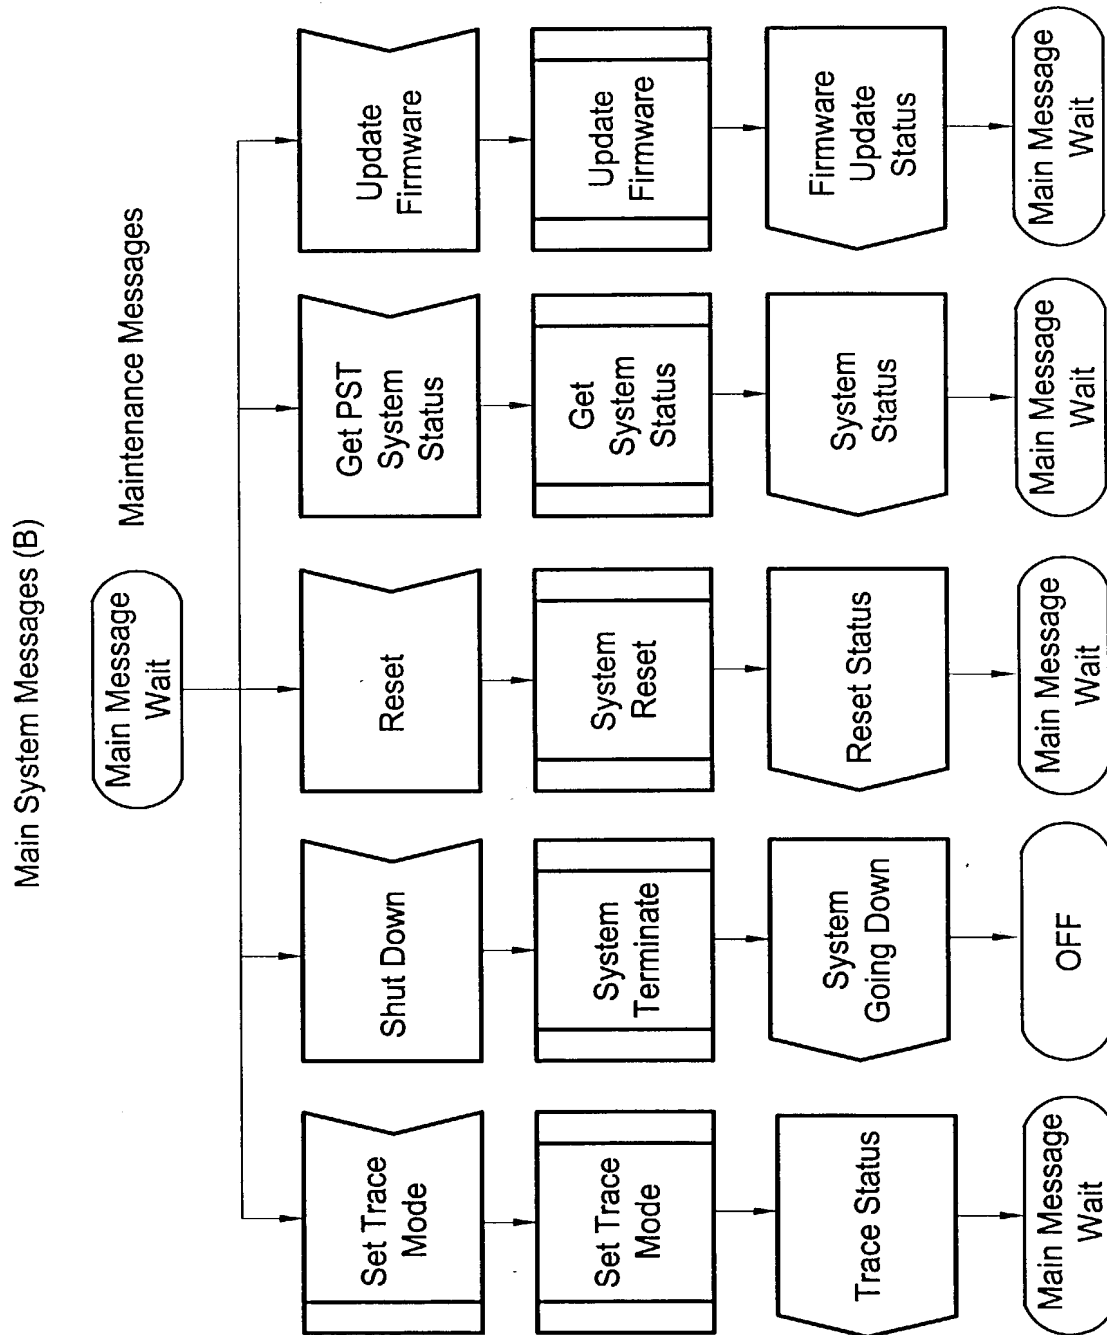 Main System Messages (B)
Main Message
Wait
Maintenance Messages
Set Trace
Mode
Shut Down
Reset
Get PST
System
Status
Update
Firmware
Set Trace
Mode
System
Terminate
System
Reset
Get
System
Status
Update
Firmware
Trace Status
System
Going Down
Reset Status
System
Status
Firmware
Update
Status
Main Message
Wait
OFF
Main Message
Wait
Main Message
Wait
Main Message
Wait